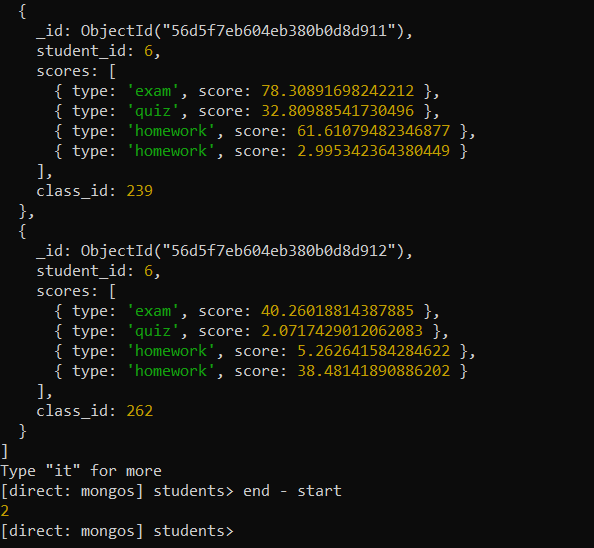 {
_id: ObjectId("56d5f7eb604eb380b0d8d911"),
student_id: 6,
scores: [
{ type: 'exam', score: 78.30891698242212 },
{ type: 'quiz', score: 32.80988541730496 },
{ type: 'homework', score: 61.61079482346877 },
{ type: 'homework', score: 2.995342364380449 }
],
class_id: 239
},
{
_id: ObjectId("56d5f7eb604eb380b0d8d912"),
student_id: 6,
scores: [
{ type: 'exam', score: 40.26018814387885 },
{ type: 'quiz', score: 2.0717429012062083 },
{ type: 'homework', score: 5.262641584284622 },
{ type: 'homework', score: 38.48141890886202 }
],
class_id: 262
}
]
Type "it" for more
[direct: mongos] students> end - start
2
[direct: mongos] students>